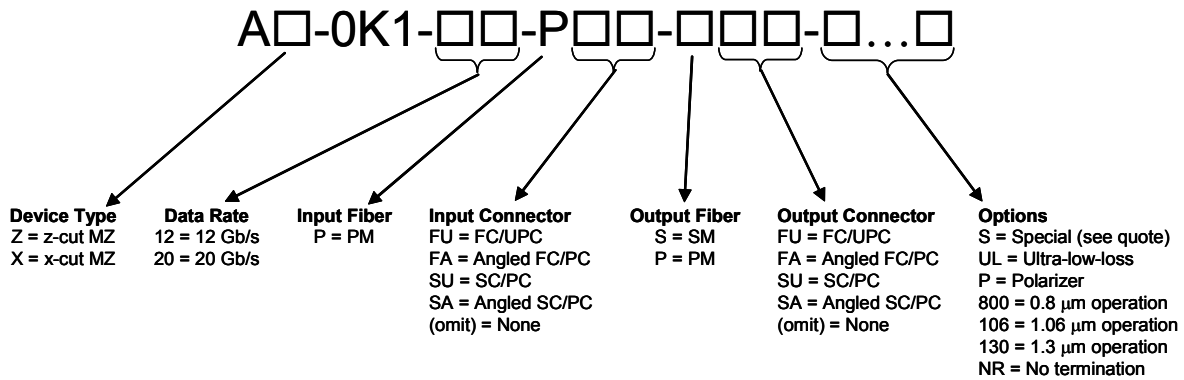 A□-0K1-□□-P□□-□□□-□...□
Device Type
Z = z-cut MZ
X = x-cut MZ
Data Rate
12 = 12 Gb/s
20 = 20 Gb/s
Input Fiber
P = PM
Input Connector
FU = FC/UPC
FA = Angled FC/PC
SU = SC/PC
SA = Angled SC/PC
(omit) = None
Output Fiber
S = SM
P = PM
Output Connector
FU = FC/UPC
FA = Angled FC/PC
SU = SC/PC
SA = Angled SC/PC
(omit) = None
Options
S = Special (see quote)
UL = Ultra-low-loss
P = Polarizer
800 = 0.8 μm operation
106 = 1.06 μm operation
130 = 1.3 μm operation
NR = No termination